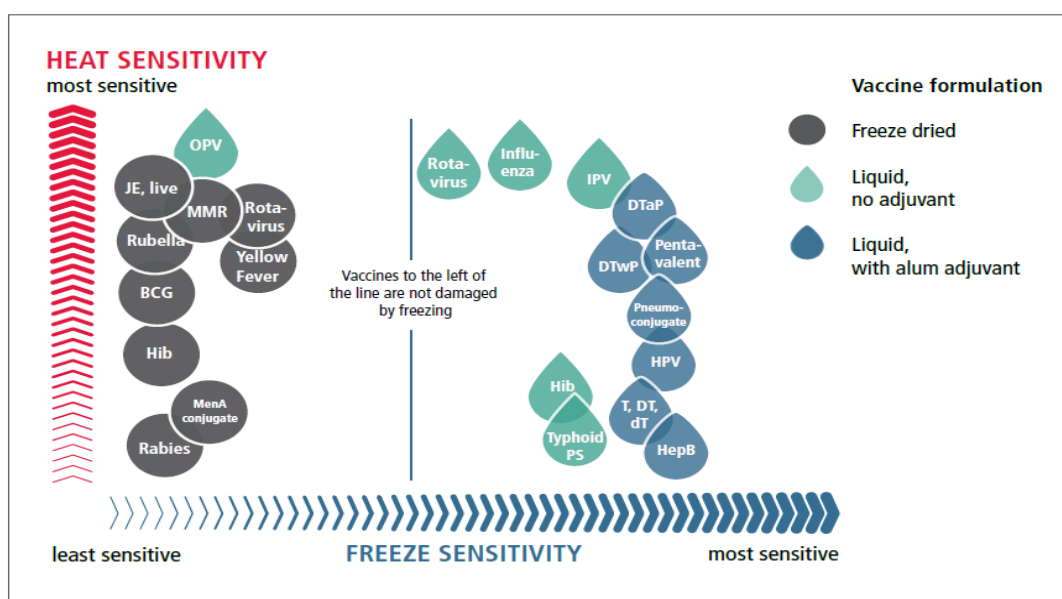 HEAT SENSITIVITY
most sensitive
OPV
JE, live
MMR
Rota-
virus
Rubella
Yellow
Fever
BCG
Hib
MenA
conjugate
Rabies
Vaccines to the left of
the line are not damaged
by freezing
Rota-
virus
Influ-
enza
IPV
DTaP
DTwP
Penta-
valent
Pneumo-
conjugate
HPV
Hib
T, DT,
dT
Typhoid
PS
HepB
Vaccine formulation
Freeze dried
Liquid,
no adjuvant
Liquid,
with alum adjuvant
least sensitive
FREEZE SENSITIVITY
most sensitive